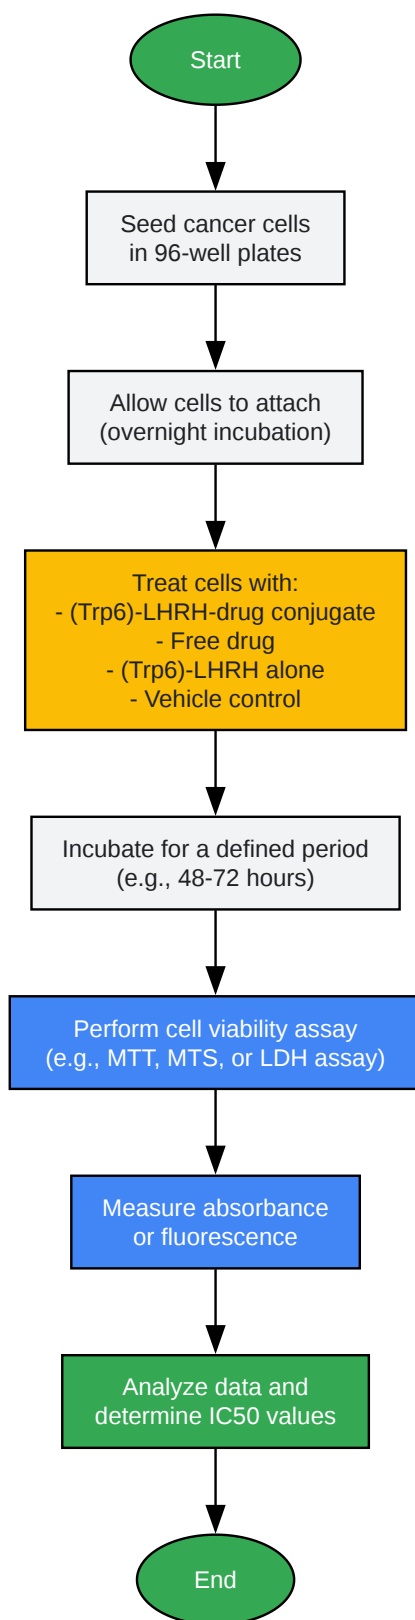 Start
Seed cancer cells
in 96-well plates
Allow cells to attach
(overnight incubation)
Treat cells with:
- (Trp6)-LHRH-drug conjugate
- Free drug
- (Trp6)-LHRH alone
- Vehicle control
Incubate for a defined period
(e.g., 48-72 hours)
Perform cell viability assay
(e.g., MTT, MTS, or LDH assay)
Measure absorbance
or fluorescence
Analyze data and
determine IC50 values
End